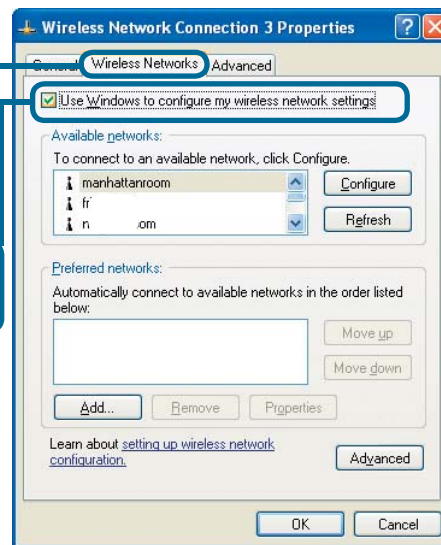 Wireless Network Connection 3 Properties
General Wireless Networks Advanced
Use Windows to configure my wireless network settings
Available networks:
To connect to an available network, click Configure.
manhattanroom
Configure
fr
n om
Refresh
Preferred networks:
Automatically connect to available networks in the order listed
below:
Move up
Move down
Add... Remove Properties
Learn about setting up wireless network
configuration.
Advanced
OK Cancel